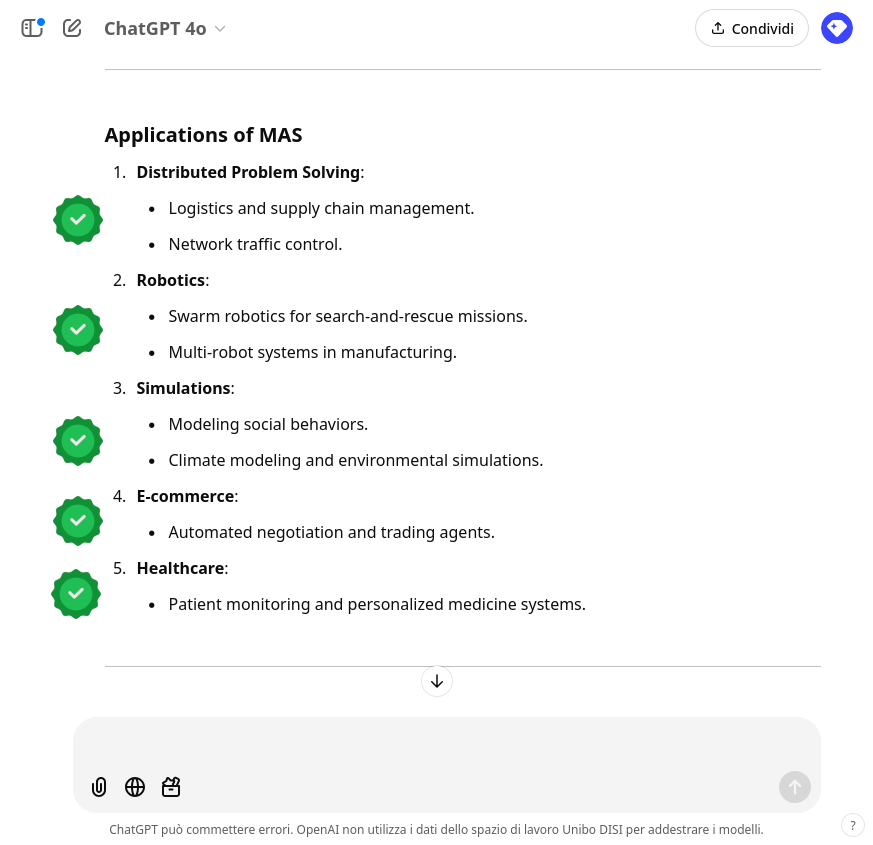 ChatGPT 4o
Condividi
Applications of MAS
1. Distributed Problem Solving:
• Logistics and supply chain management.
• Network traffic control.
2. Robotics:
• Swarm robotics for search-and-rescue missions.
• Multi-robot systems in manufacturing.
3. Simulations:
• Modeling social behaviors.
• Climate modeling and environmental simulations.
4. E-commerce:
• Automated negotiation and trading agents.
5. Healthcare:
• Patient monitoring and personalized medicine systems.
ChatGPT può commettere errori. OpenAI non utilizza i dati dello spazio di lavoro Unibo DISI per addestrare i modelli.
?